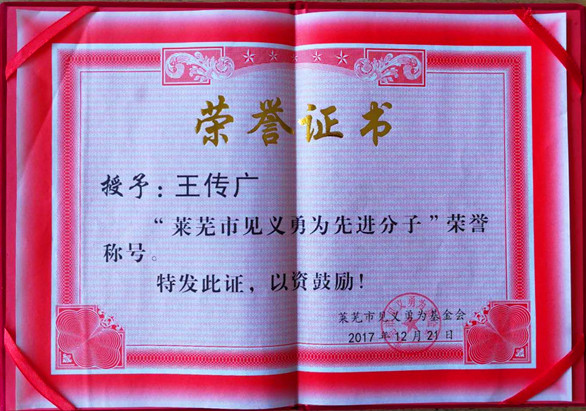 荣誉证书
授予：王传广
“莱芜市见义勇为先进分子”荣誉
称号。
特发此证，以资鼓励！
莱芜市见义勇为基金会
2017年12月21日